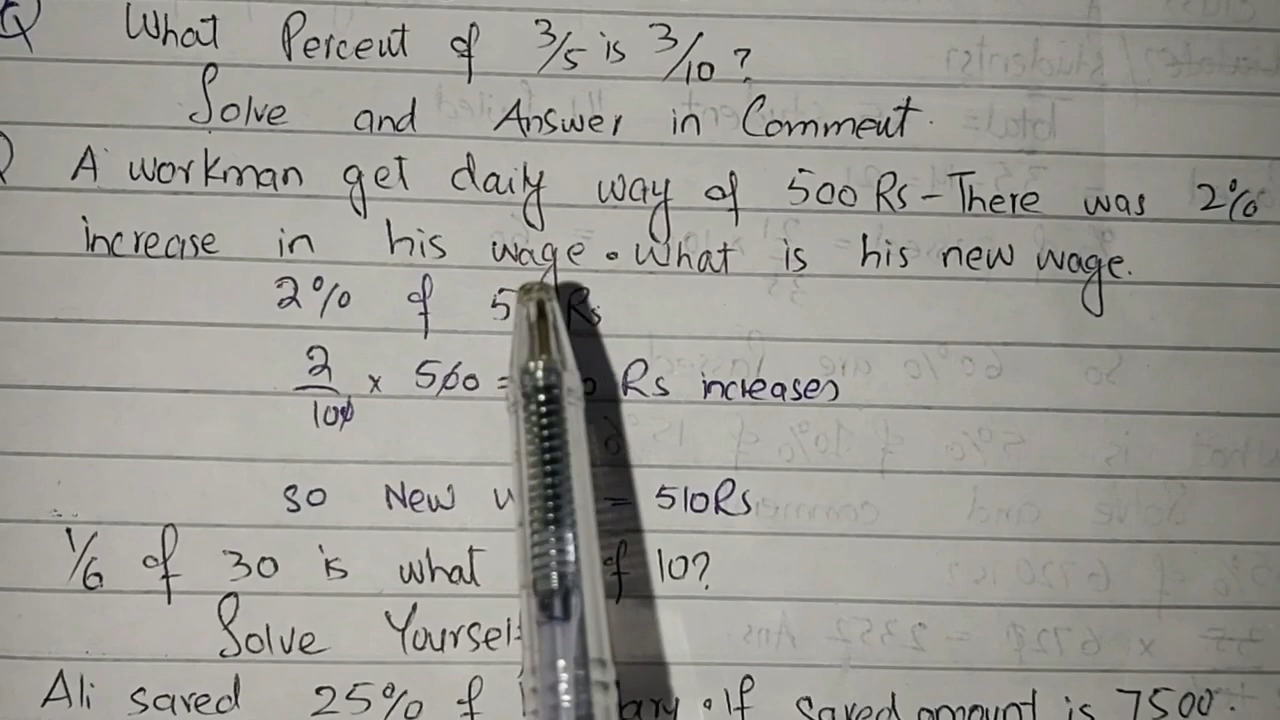 Q What Percent of 3/5 is 3/10?
Solve and Answer in Comment.
A workman get daily way of 500 Rs - There was 2%
increase in his wage. What is his new wage.
2% of Rs
2/100 × 500 = Rs increases
so New = 510Rs
1/6 of 30 is what of 10?
Solve
Ali saved 25% of . If saved amount is 7500.